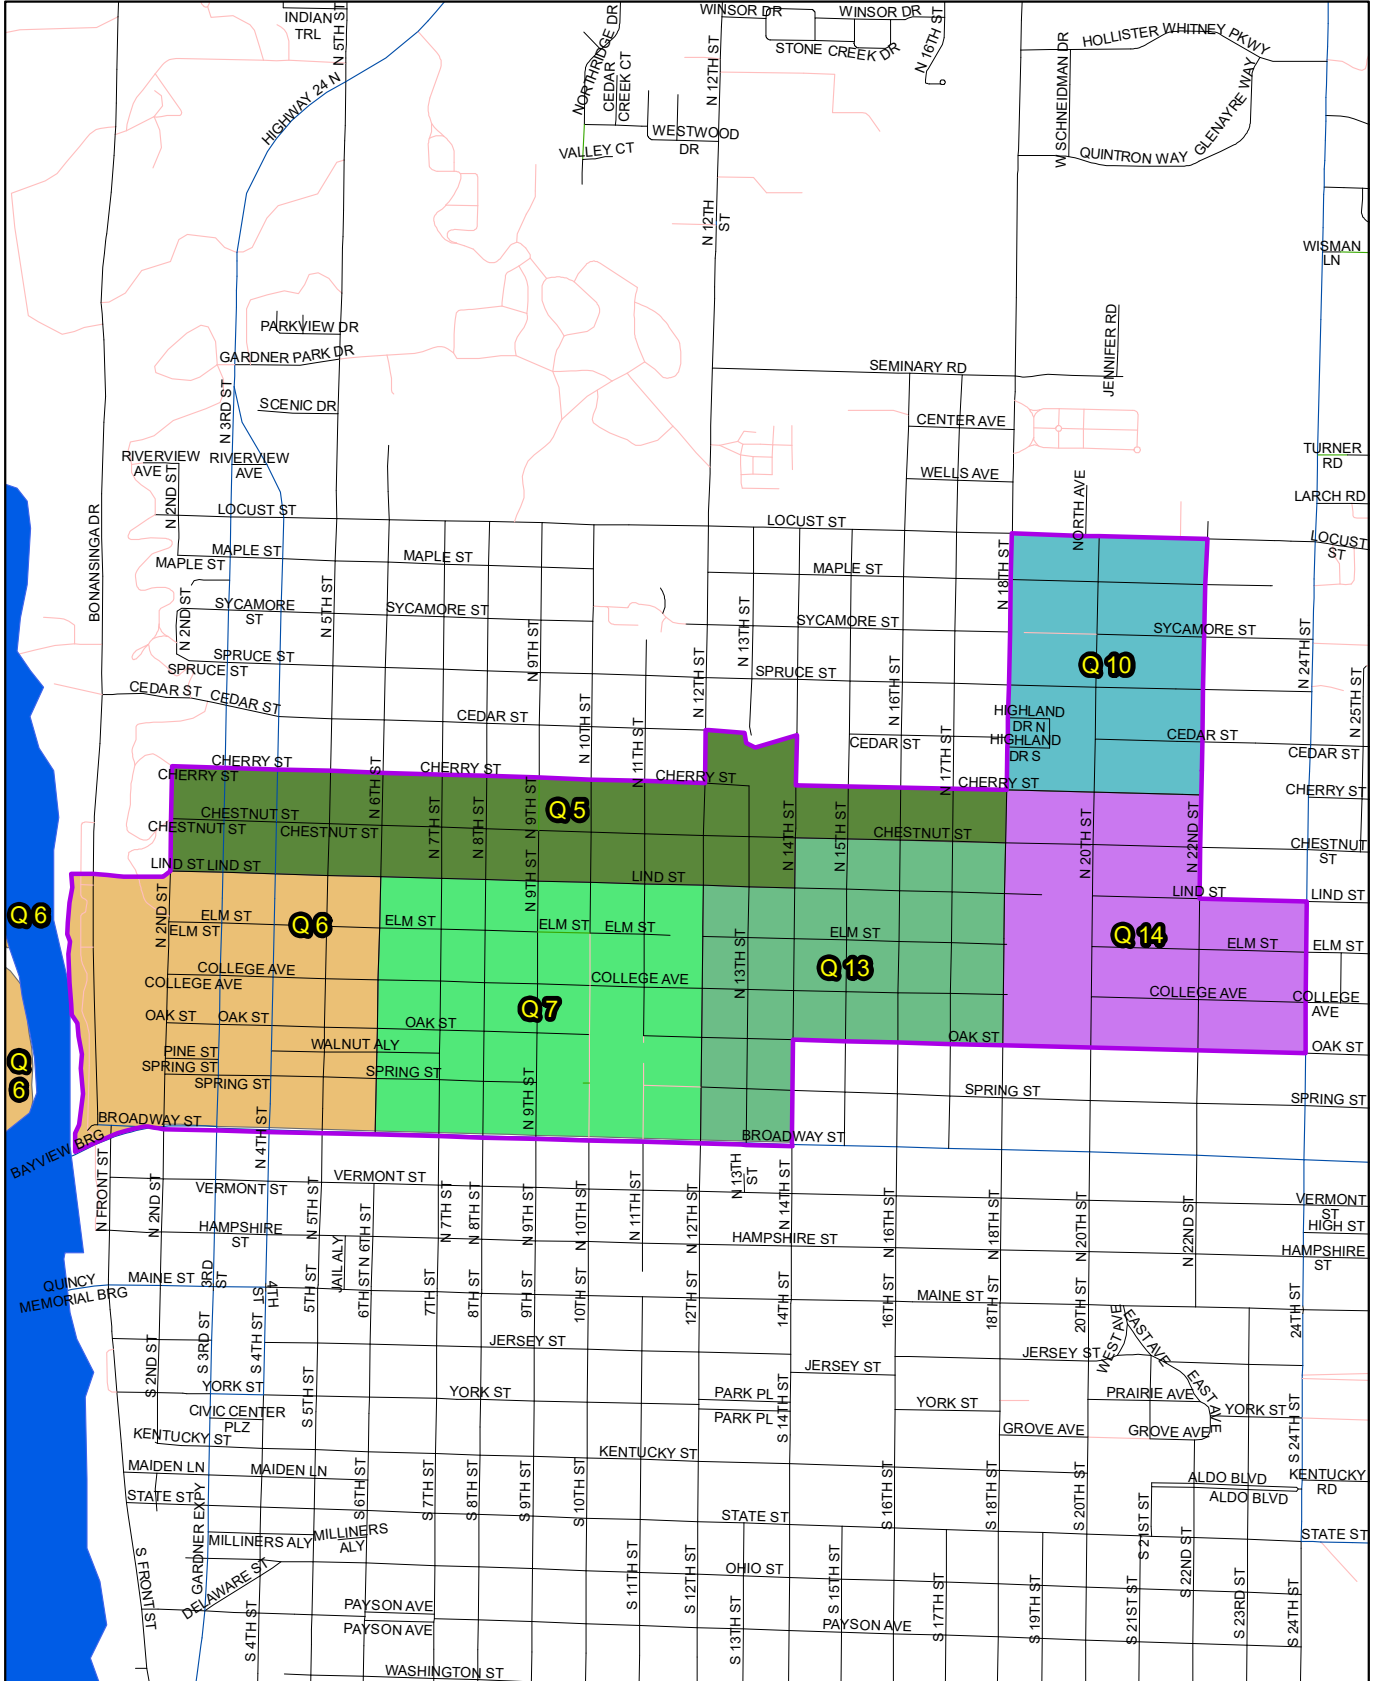 INDIAN
TRL
N 5TH ST
HIGHWAY 24 N
NORTHRIDGE DR
CEDAR
CREEK CT
WESTWOOD
DR
VALLEY CT
N 12TH ST
WINSOR DR
WINSOR DR
STONE CREEK DR
N 16TH ST
W SCHNEIDMAN DR
HOLLISTER WHITNEY PKWY
GLENAYRE WAY
QUINTRON WAY
N 12TH
ST
WISMAN
LN
PARKVIEW DR
GARDNER PARK DR
N 3RD ST
SCENIC DR
SEMINARY RD
JENNIFER RD
CENTER AVE
WELLS AVE
RIVERVIEW
AVE
RIVERVIEW
AVE
N 2ND ST
TURNER
RD
LARCH RD
NORTH AVE
BONANSINGA DR
LOCUST ST
LOCUST ST
LOCUST
ST
MAPLE ST
MAPLE ST
MAPLE ST
MAPLE ST
N 18TH ST
N 2ND ST
SYCAMORE
ST
SYCAMORE ST
SYCAMORE ST
SYCAMORE ST
N 5TH ST
N 9TH ST
N 13TH ST
N 24TH ST
SPRUCE ST
SPRUCE ST
SPRUCE ST
Q 10
N 12TH ST
N 16TH ST
N 25TH ST
CEDAR ST
CEDAR ST
CEDAR ST
CEDAR ST
CEDAR ST
CEDAR ST
N 10TH ST
N 11TH ST
N 17TH ST
HIGHLAND
DR N
HIGHLAND
DR S
CHERRY ST
CHERRY ST
CHERRY ST
CHERRY ST
CHERRY ST
CHERRY ST
N 6TH ST
N 7TH ST
N 8TH ST
N 9TH ST
Q 5
N 14TH ST
N 15TH ST
N 20TH ST
N 22ND ST
CHESTNUT ST
CHESTNUT ST
CHESTNUT ST
CHESTNUT ST
CHESTNUT
ST
LIND ST
LIND ST
LIND ST
LIND ST
LIND ST
N 9TH ST
N 2ND ST
Q 6
Q 6
ELM ST
ELM ST
ELM ST
ELM ST
ELM ST
ELM ST
ELM ST
ELM ST
Q 14
N 13TH ST
Q 13
COLLEGE AVE
COLLEGE AVE
COLLEGE AVE
COLLEGE AVE
COLLEGE
AVE
Q 7
OAK ST
OAK ST
OAK ST
OAK ST
OAK ST
WALNUT ALY
PINE ST
Q
6
SPRING ST
SPRING ST
SPRING ST
SPRING ST
SPRING ST
N 9TH ST
BROADWAY ST
BROADWAY ST
N 4TH ST
BAYVIEW BRG
N FRONT ST
N 2ND ST
VERMONT ST
VERMONT ST
VERMONT
ST
N 5TH ST
N 6TH ST
N 7TH ST
N 8TH ST
N 9TH ST
N 10TH ST
N 11TH ST
N 12TH ST
N 13TH
ST
N 14TH ST
N 16TH ST
N 18TH ST
N 20TH ST
N 22ND ST
HIGH ST
HAMPSHIRE
ST
HAMPSHIRE ST
HAMPSHIRE
ST
JAIL ALY
QUINCY
MEMORIAL BRG
MAINE ST
MAINE ST
3RD
ST
4TH
ST
5TH ST
6TH ST
7TH ST
8TH ST
9TH ST
10TH ST
12TH ST
14TH ST
16TH ST
18TH ST
20TH ST
24TH ST
S 2ND ST
S 3RD ST
S 4TH ST
S 5TH ST
JERSEY ST
JERSEY ST
JERSEY ST
WEST AVE
EAST AVE
EAST AVE
YORK ST
YORK ST
YORK ST
YORK ST
PARK PL
PARK PL
S 14TH ST
PRAIRIE AVE
GROVE AVE
GROVE AVE
CIVIC CENTER
PLZ
KENTUCKY ST
KENTUCKY ST
KENTUCKY
RD
S 24TH ST
MAIDEN LN
MAIDEN LN
ALDO BLVD
ALDO BLVD
STATE ST
STATE ST
STATE ST
GARDNER EXPY
S 6TH ST
S 7TH ST
S 8TH ST
S 9TH ST
S 10TH ST
S 16TH ST
S 18TH ST
S 20TH ST
S 21ST ST
MILLINERS ALY
MILLINERS
ALY
S FRONT ST
DELAWARE ST
OHIO ST
S 11TH ST
S 12TH ST
S 13TH ST
S 15TH ST
S 17TH ST
S 19TH ST
S 21ST ST
S 22ND ST
S 23RD ST
S 24TH ST
S 4TH ST
PAYSON AVE
PAYSON AVE
PAYSON AVE
WASHINGTON ST